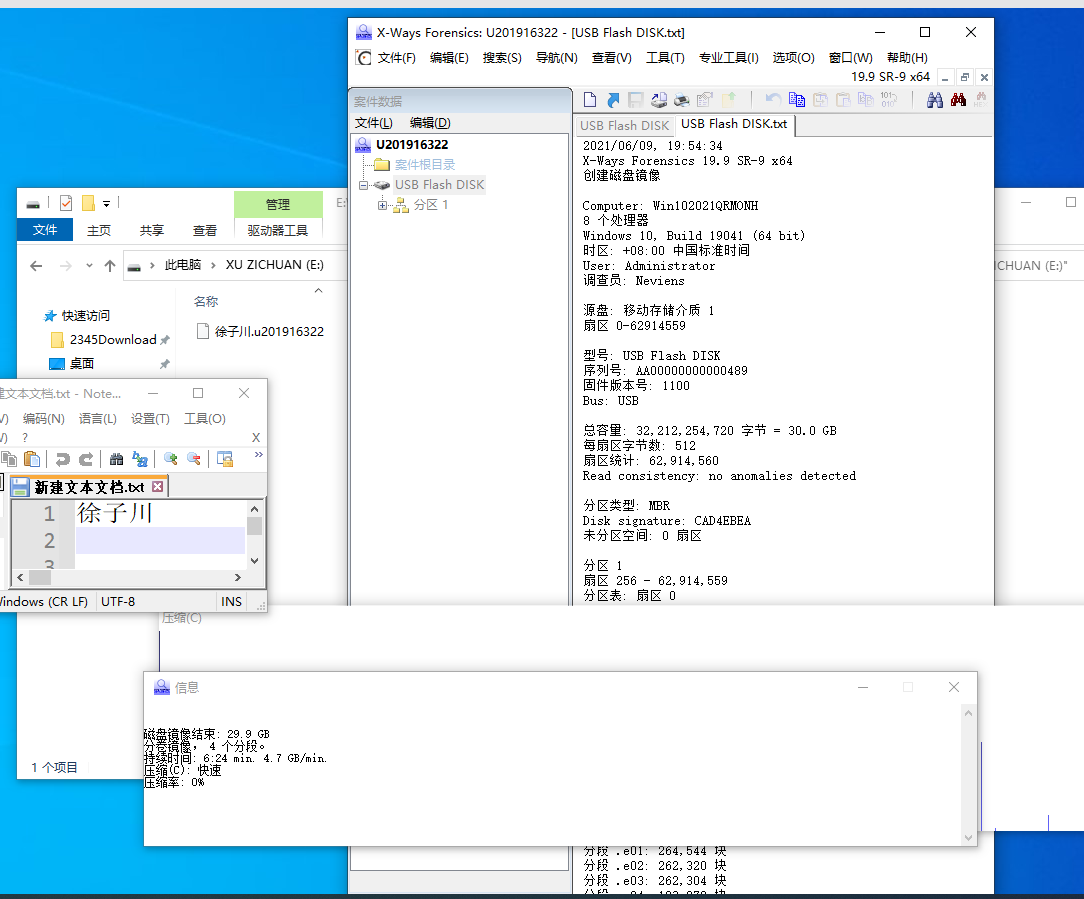 X-Ways Forensics: U201916322 - [USB Flash DISK.txt]
文件(F) 编辑(E) 搜索(S) 导航(N) 查看(V) 工具(T) 专业工具(I) 选项(O) 窗口(W) 帮助(H)
19.9 SR-9 x64
案件数据
文件(L) 编辑(D)
U201916322
案件根目录
USB Flash DISK
分区 1
USB Flash DISK
USB Flash DISK.txt
2021/06/09, 19:54:34
X-Ways Forensics 19.9 SR-9 x64
创建磁盘镜像
Computer: Win102021QRMONH
8 个处理器
Windows 10, Build 19041 (64 bit)
时区: +08:00 中国标准时间
User: Administrator
调查员: Neviens
源盘: 移动存储介质 1
扇区 0-62914559
型号: USB Flash DISK
序列号: AA00000000000489
固件版本号: 1100
Bus: USB
总容量: 32,212,254,720 字节 = 30.0 GB
每扇区字节数: 512
扇区统计: 62,914,560
Read consistency: no anomalies detected
分区类型: MBR
Disk signature: CAD4EBEA
未分区空间: 0 扇区
分区 1
扇区 256 - 62,914,559
分区表: 扇区 0
管理
E:
文件 主页 共享 查看 驱动器工具
此电脑 XU ZICHUAN (E:)
ICHUAN (E:)"
名称
快速访问
徐子川.u201916322
2345Download
桌面
建文本文档.txt - Note...
V) 编码(N) 语言(L) 设置(T) 工具(O)
W) ? X
新建文本文档.txt
1 徐子川
2
3
Windows (CR LF) UTF-8 INS
压缩(C)
信息
磁盘镜像结束: 29.9 GB
分卷镜像, 4 个分段。
持续时间: 6:24 min. 4.7 GB/min.
压缩(C): 快速
压缩率: 0%
1 个项目
分段 .e01: 264,544 块
分段 .e02: 262,320 块
分段 .e03: 262,304 块